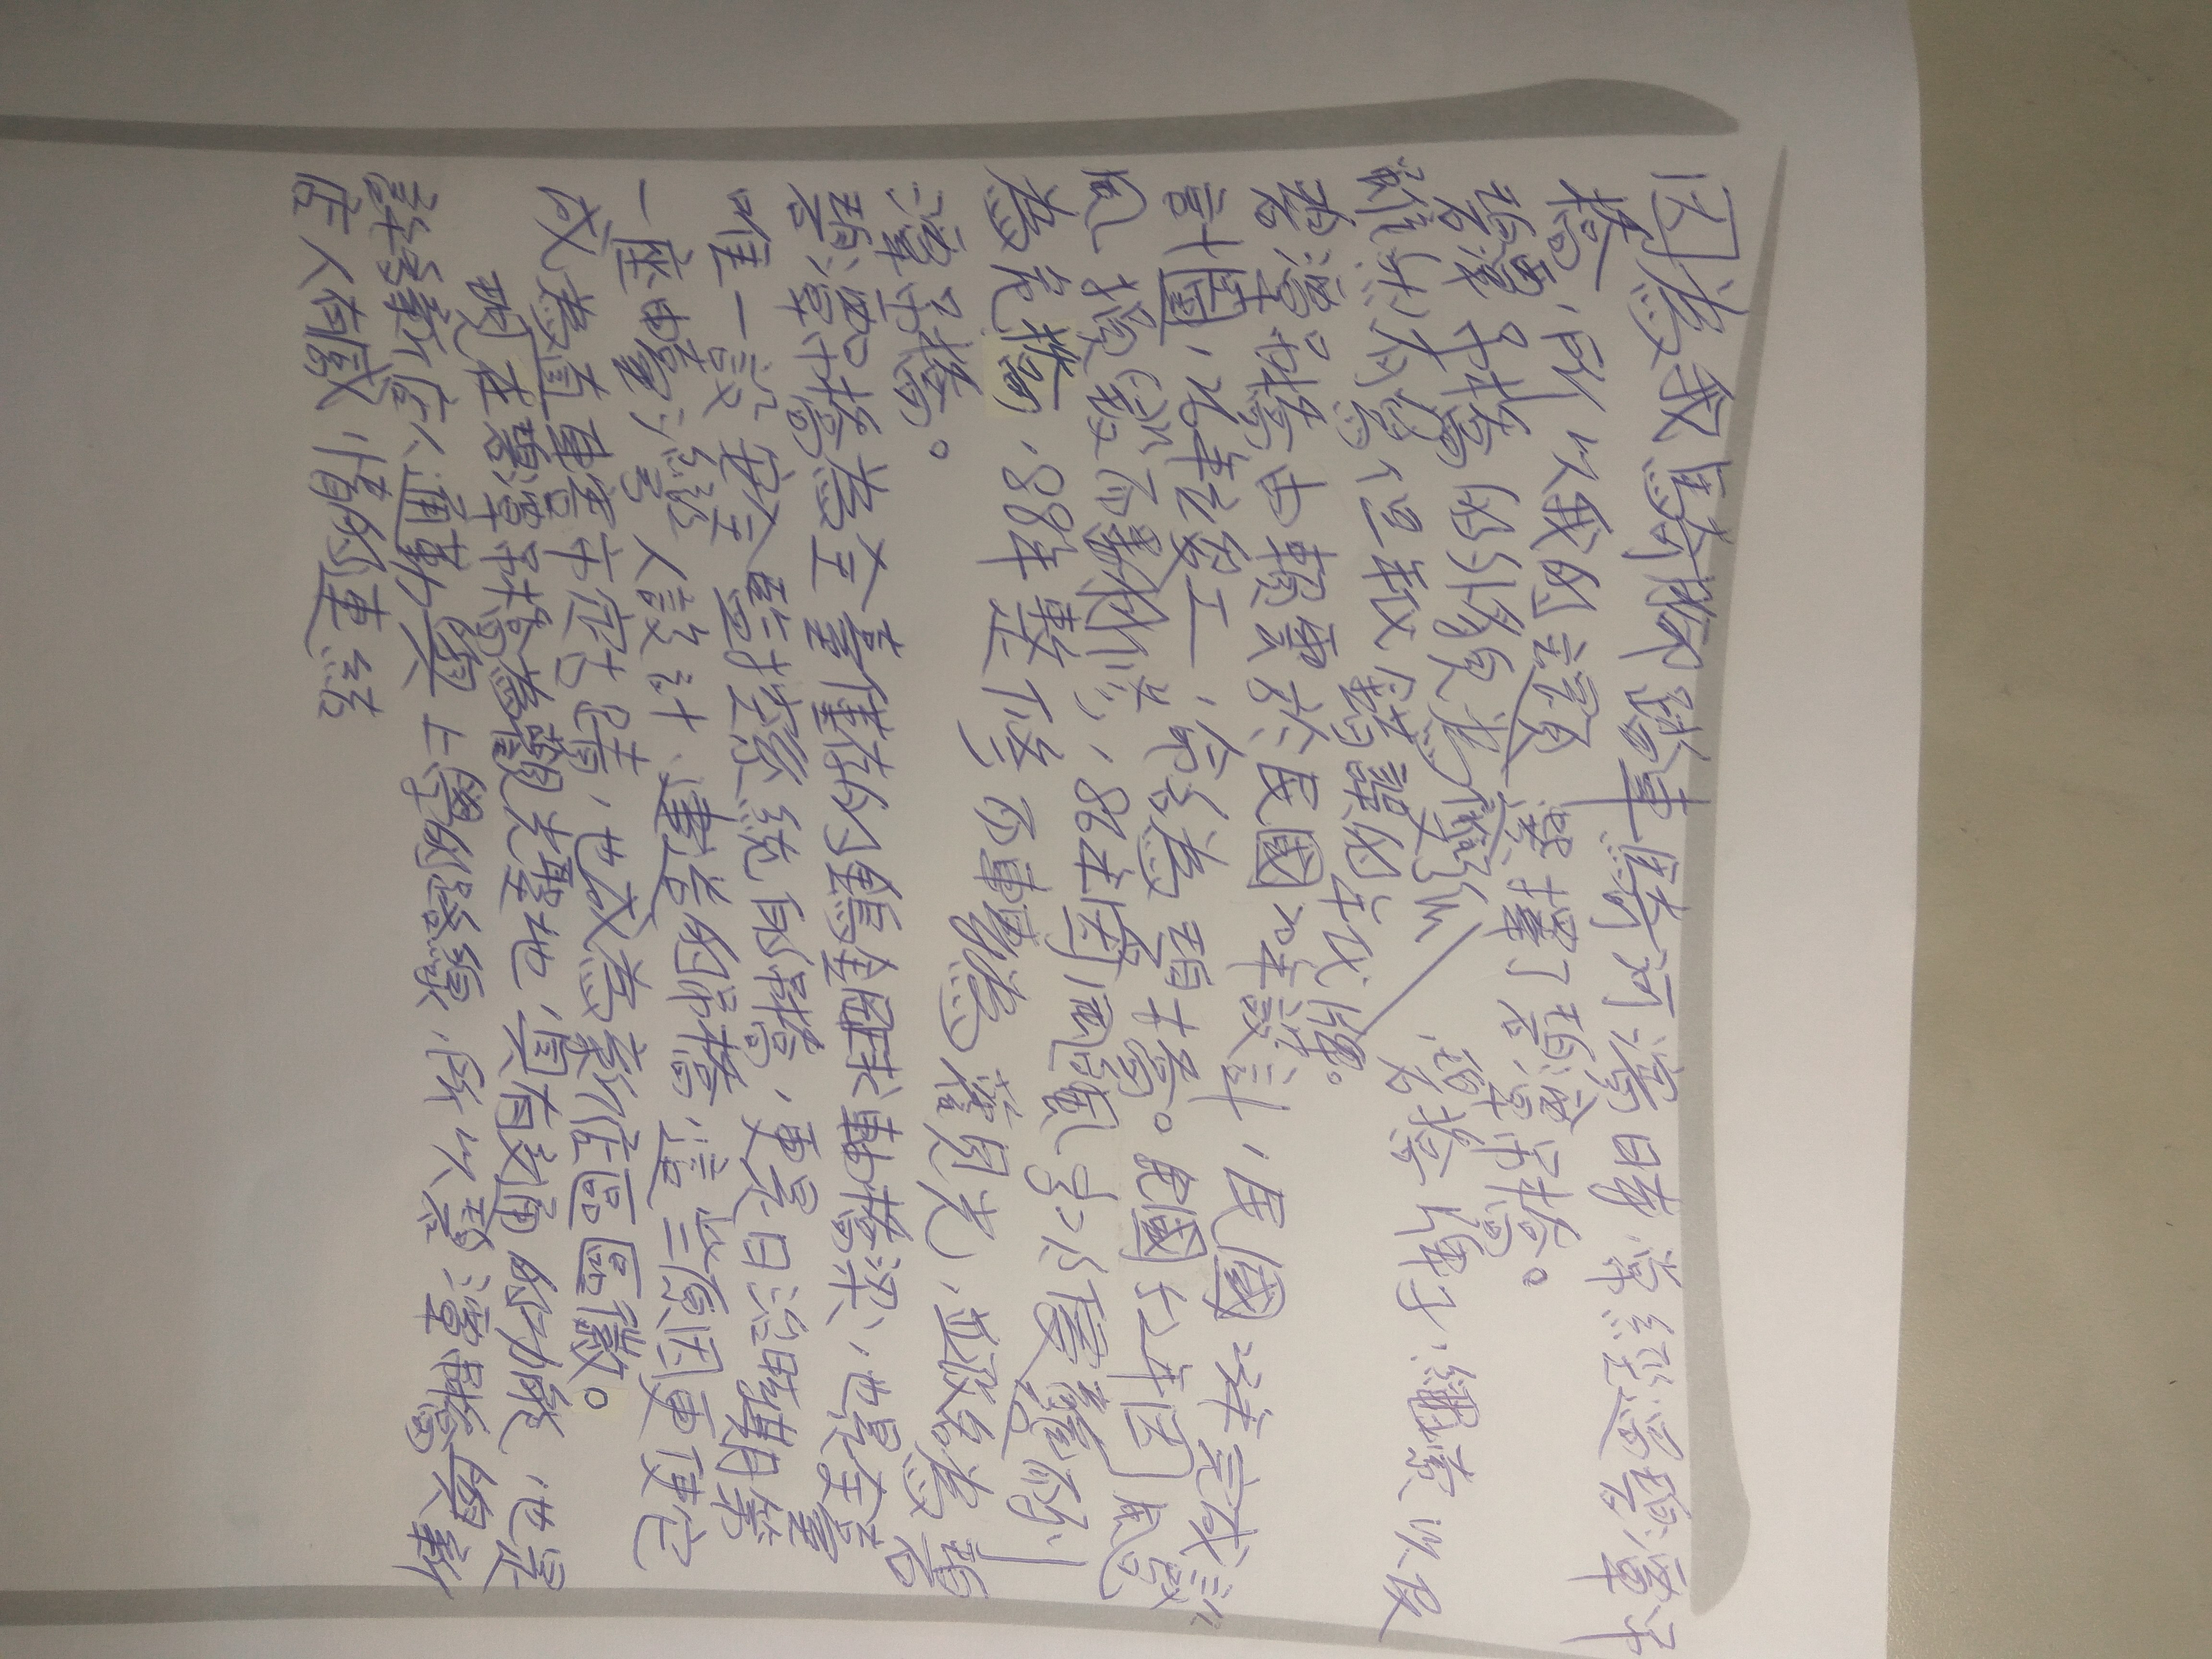 因為我騎腳踏車騎河濱時常經過碧潭吊
橋,所以我的主題選擇了碧潭吊橋。
碧潭吊橋的外貌為雙弧、碧橋牌子、繩索以及
雖然有寫但年代錯誤的年代牌。
碧潭吊橋由賴雲於民國20年設計,民國25年完成設
計圖,26年竣工,命名為碧橋。民國52年因颱
風損毀而翻修,86年因颱風多次侵襲而列
為危橋,88年整修而轉為觀光,並改名為碧
潭吊橋。
碧潭吊橋為全臺僅存的鎢金鋼球軸橋梁,也是全臺
唯一設安全監控系統的吊橋,更是日治時期第
一座由臺灣人設計、建造的吊橋,這些原因更使它
成為直轄市定古蹟,也成為新店區區徽。
現在碧潭吊橋為觀光聖地,具有交通的功能,也是
許多新店人通勤與上學的路線,所以碧潭吊橋與新
店人有感情的連結